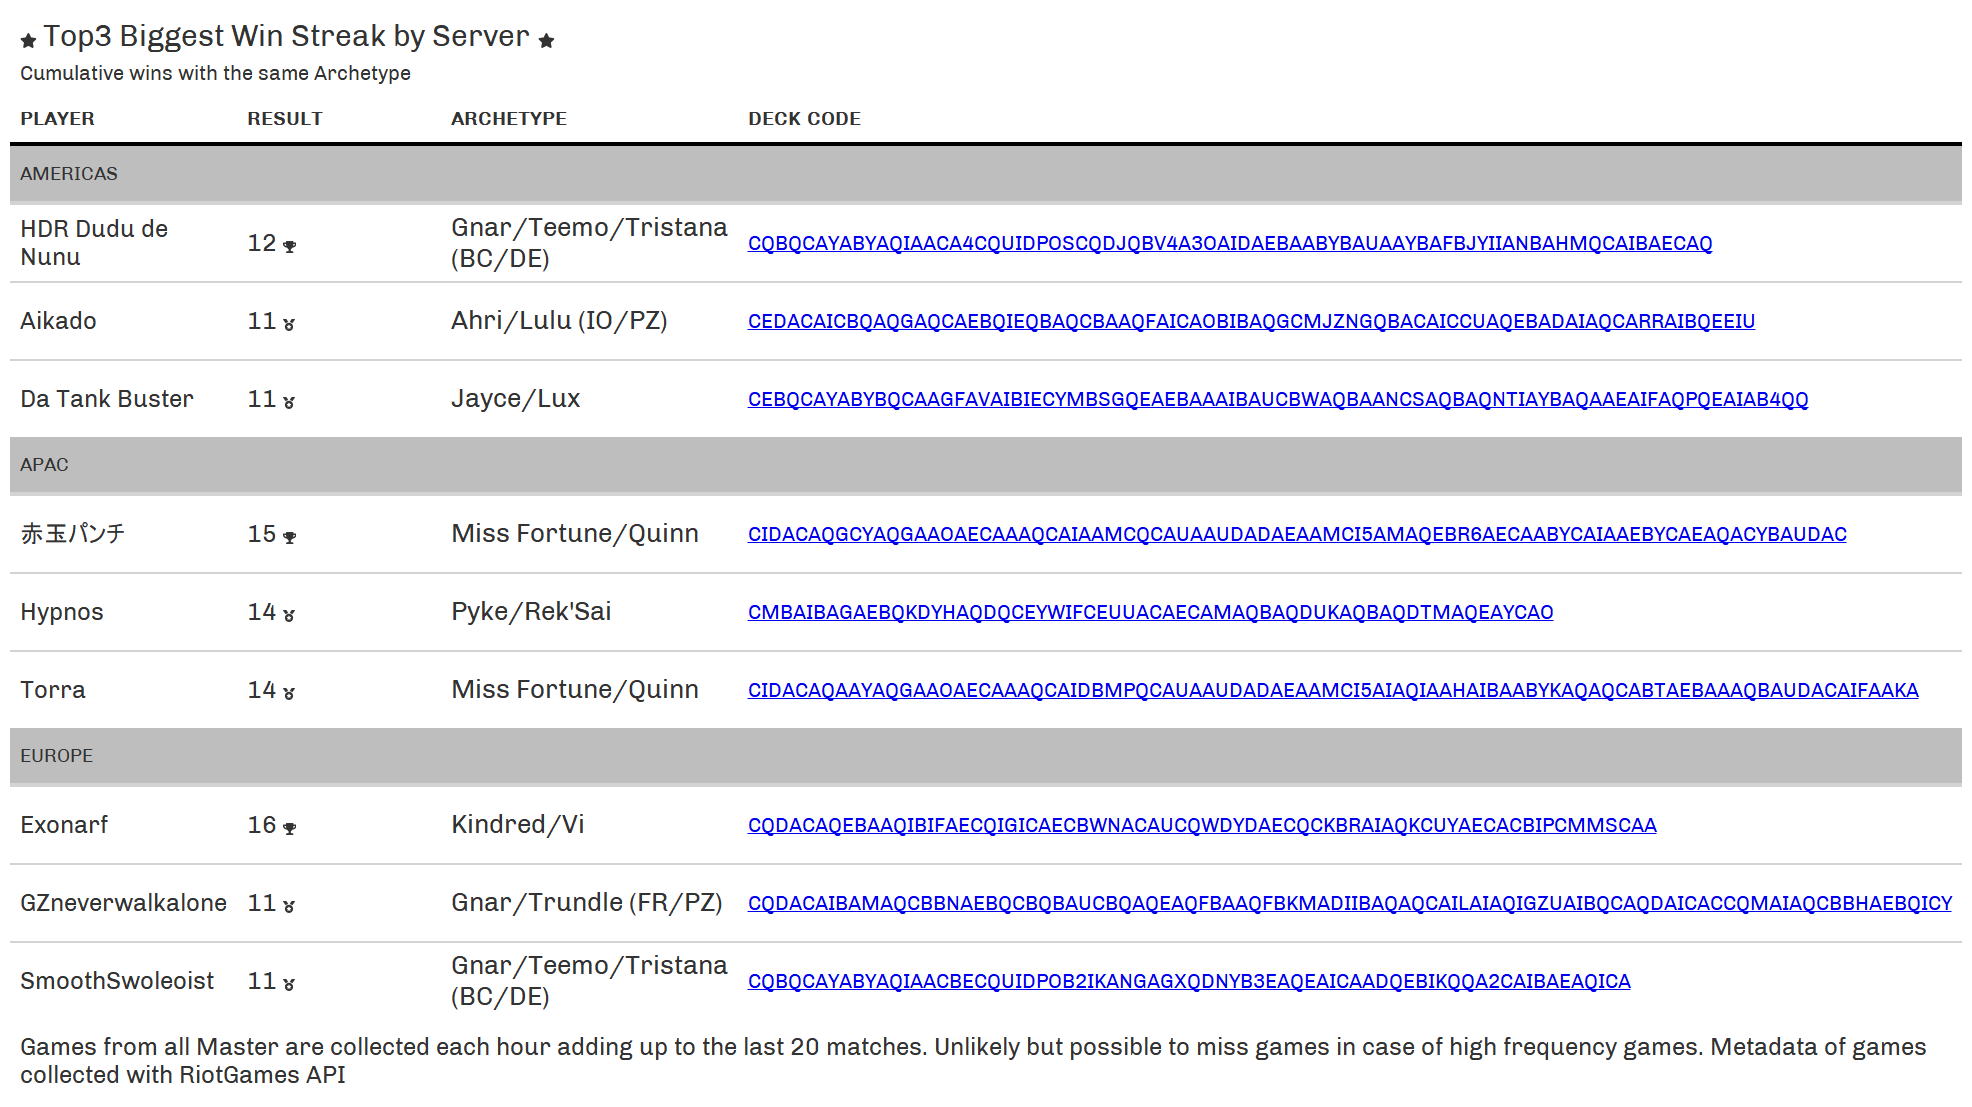 ★ Top3 Biggest Win Streak by Server ★
Cumulative wins with the same Archetype
PLAYER RESULT ARCHETYPE DECK CODE
AMERICAS
HDR Dudu de Nunu 12 Gnar/Teemo/Tristana (BC/DE) CQBQCAYABYAQIAACA4CQUIDPOSCQDJQBV4A3OAIDAEBAABYBAUAAYBAFBJYIIANBAHMQCAIBAECAQ
Aikado 11 Ahri/Lulu (IO/PZ) CEDACAICBQAQGAQCAEBQIEQBAQCBAAQFAICAOBIBAQGCMJZNGQBACAICCUAQEBADAIAQCARRAIBQEEIU
Da Tank Buster 11 Jayce/Lux CEBQCAYABYBQCAAGFAVAIBIECYMBSGQEAEBAAAIBAUCBWAQBAANCSAQBAQNTIAYBAQAAEAIFAQPQEAIAB4QQ
APAC
赤玉パンチ 15 Miss Fortune/Quinn CIDACAQGCYAQGAAOAECAAAQCAIAAMCQCAUAAUDADAEAAMCI5AMAQEBR6AECAABYCAIAAEBYCAEAQACYBAUDAC
Hypnos 14 Pyke/Rek'Sai CMBAIBAGAEBQKDYHAQDQCEYWIFCEUUACAECAMAQBAQDUKAQBAQDTMAQEAYCAO
Torra 14 Miss Fortune/Quinn CIDACAQAAYAQGAAOAECAAAQCAIDBMPQCAUAAUDADAEAAMCI5AIAQIAAHAIBAABYKAQAQCABTAEBAAAQBAUDACAIFAAKA
EUROPE
Exonarf 16 Kindred/Vi CQDACAQEBAAQIBIFAECQIGICAECBWNACAUCQWDYDAECQCKBRAIAQKCUYAECACBIPCMMSCAA
GZneverwalkalone 11 Gnar/Trundle (FR/PZ) CQDACAIBAMAQCBBNAEBQCBQBAUCBQAQEAQFBAAQFBKMADIIBAQAQCAILAIAQIGZUAIBQCAQDAICACCQMAIAQCBBHAEBQICY
SmoothSwoleoist 11 Gnar/Teemo/Tristana (BC/DE) CQBQCAYABYAQIAACBECQUIDPOB2IKANGAGXQDNYB3EAQEAICAADQEBIKQQA2CAIBAEAQICA
Games from all Master are collected each hour adding up to the last 20 matches. Unlikely but possible to miss games in case of high frequency games. Metadata of games
collected with RiotGames API